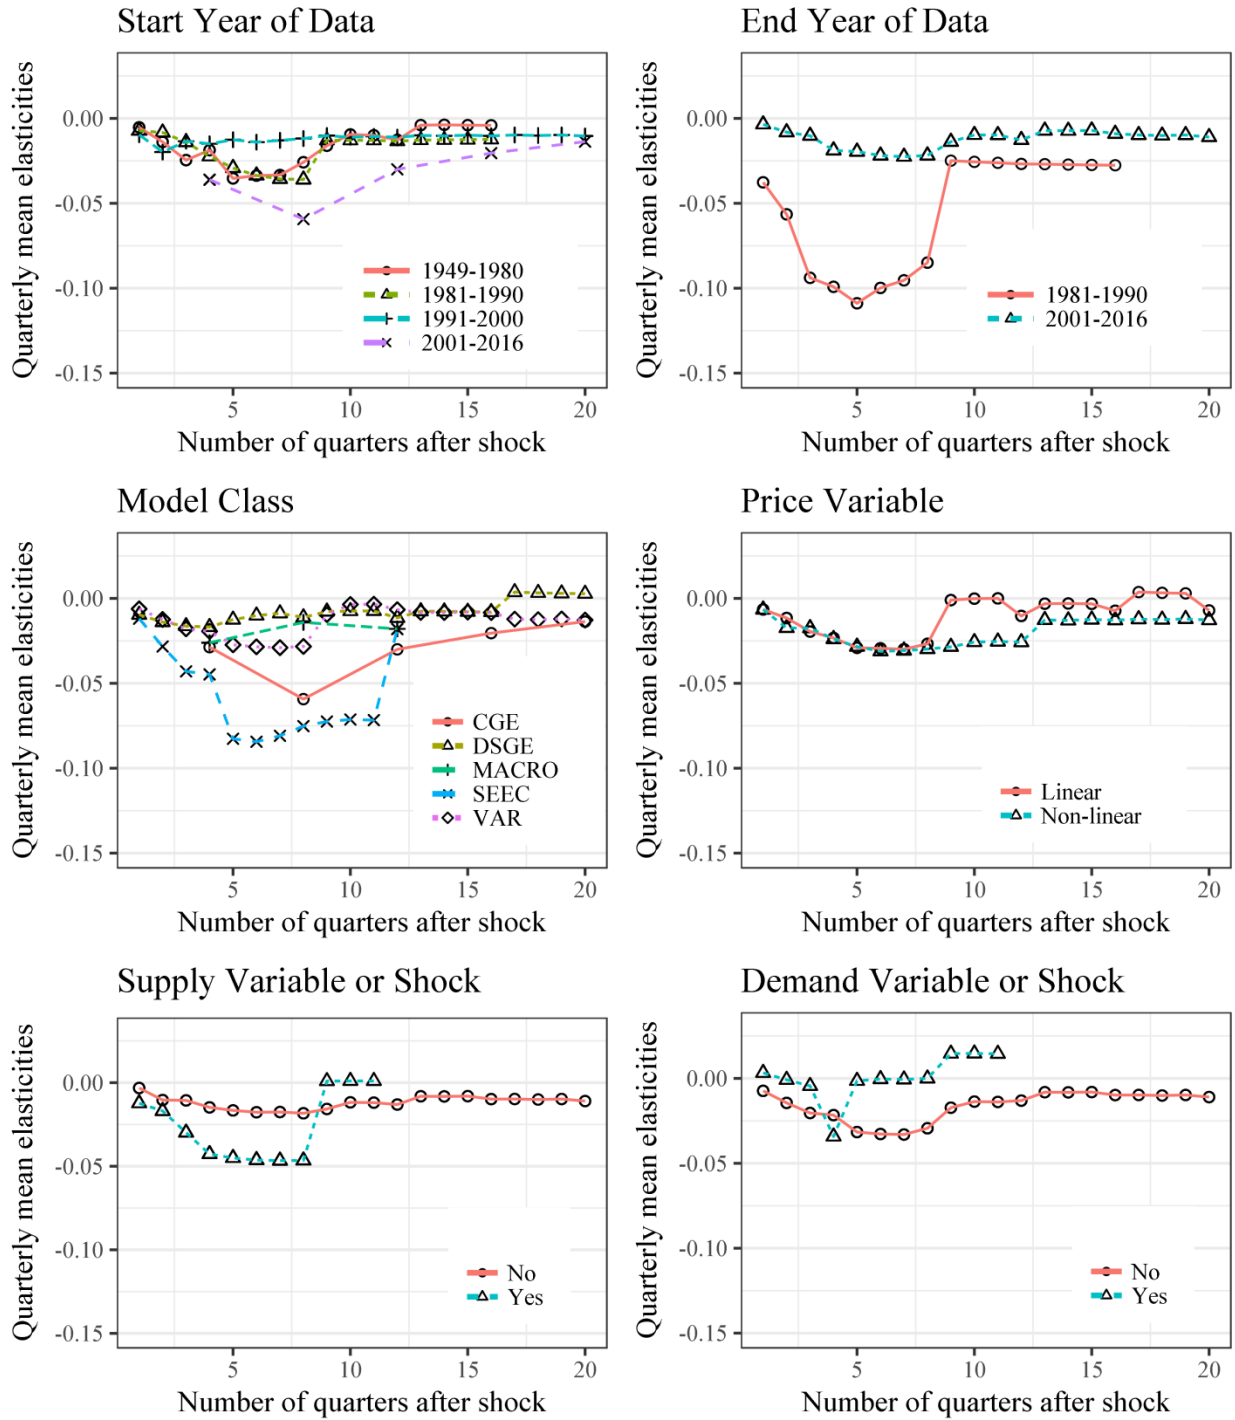 Start Year of Data
Quarterly mean elasticities
0.00
-0.05
-0.10
-0.15
1949-1980
1981-1990
1991-2000
2001-2016
5 10 15 20
Number of quarters after shock
End Year of Data
Quarterly mean elasticities
0.00
-0.05
-0.10
-0.15
1981-1990
2001-2016
5 10 15 20
Number of quarters after shock
Model Class
Quarterly mean elasticities
0.00
-0.05
-0.10
-0.15
CGE
DSGE
MACRO
SEEC
VAR
5 10 15 20
Number of quarters after shock
Price Variable
Quarterly mean elasticities
0.00
-0.05
-0.10
-0.15
Linear
Non-linear
5 10 15 20
Number of quarters after shock
Supply Variable or Shock
Quarterly mean elasticities
0.00
-0.05
-0.10
-0.15
No
Yes
5 10 15 20
Number of quarters after shock
Demand Variable or Shock
Quarterly mean elasticities
0.00
-0.05
-0.10
-0.15
No
Yes
5 10 15 20
Number of quarters after shock